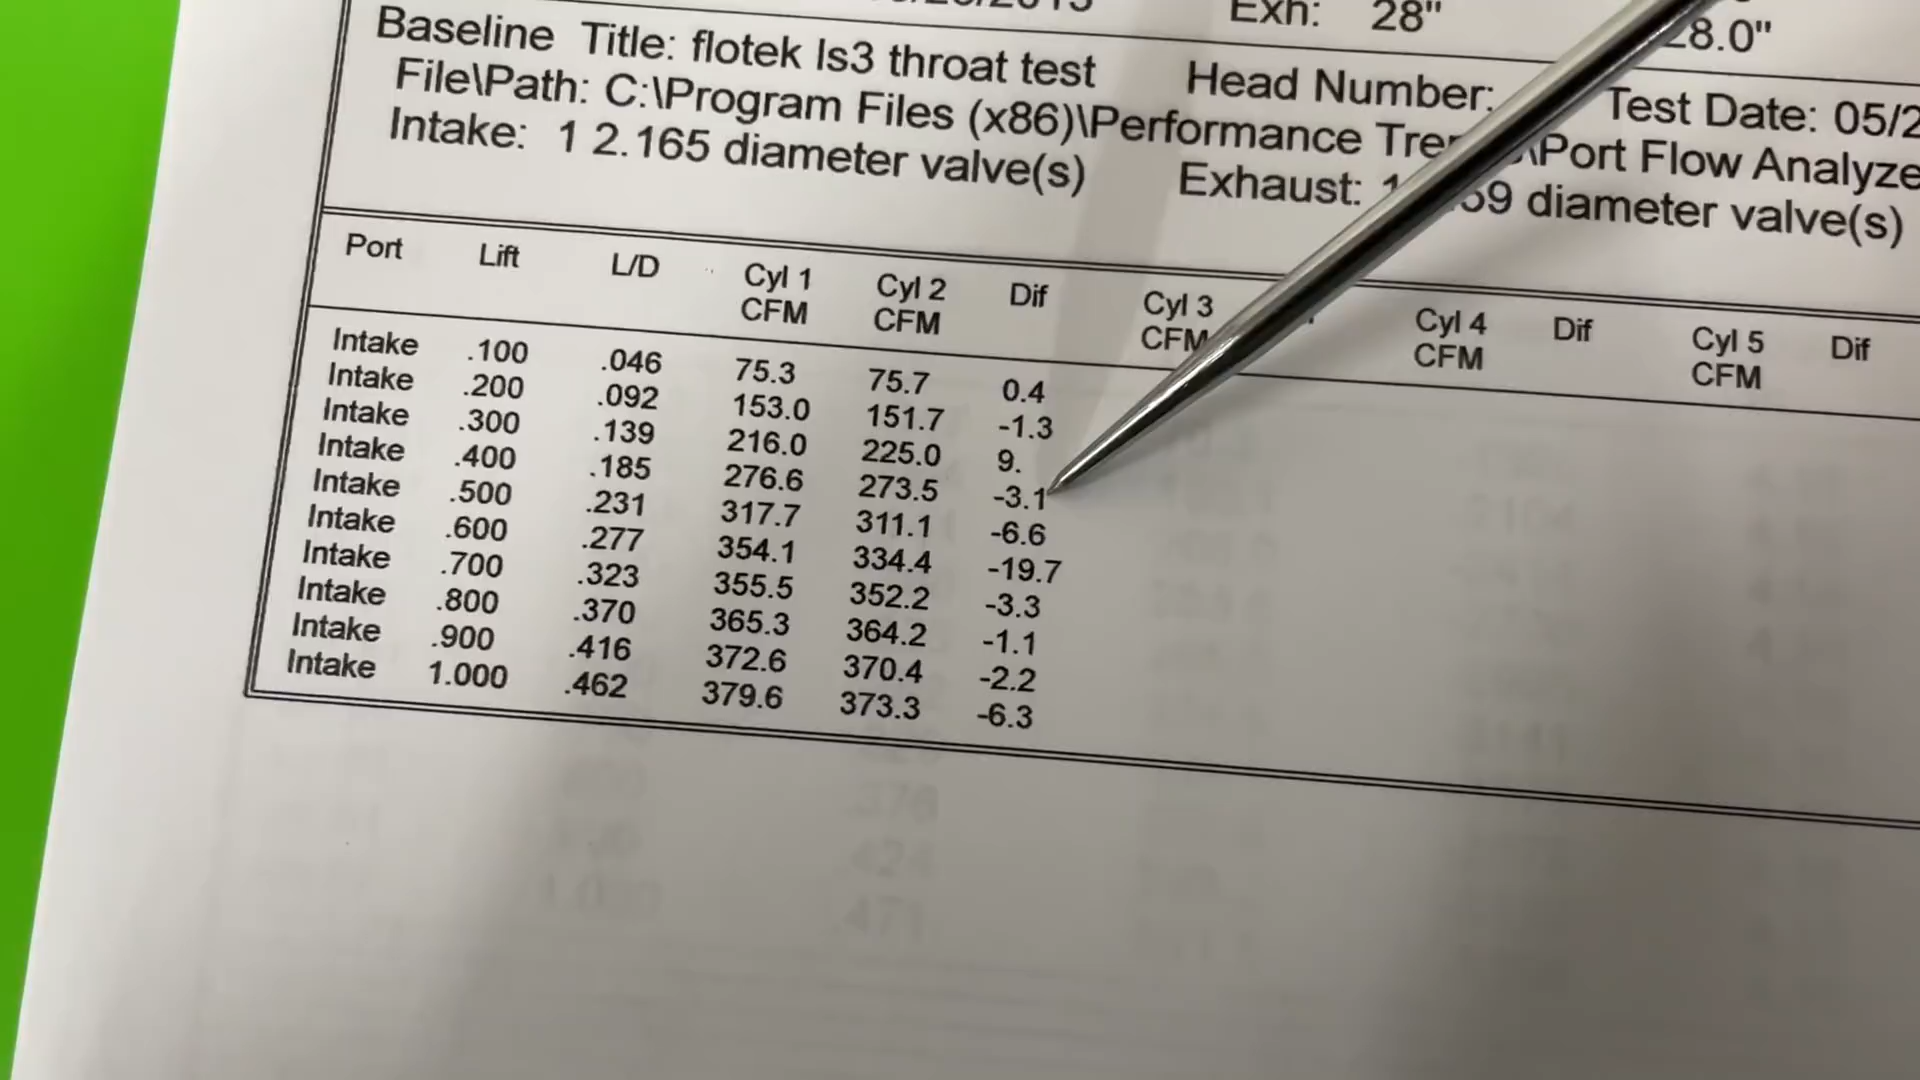 Exh: 28" 28.0"
Baseline Title: flotek ls3 throat test Head Number: Test Date: 05/2
File\Path: C:\Program Files (x86)\Performance Tre \Port Flow Analyze
Intake: 1 2.165 diameter valve(s) Exhaust: 1 59 diameter valve(s)
Port Lift L/D Cyl 1 CFM Cyl 2 CFM Dif Cyl 3 CFM Cyl 4 CFM Dif Cyl 5 CFM Dif
Intake .100 .046 75.3 75.7 0.4
Intake .200 .092 153.0 151.7 -1.3
Intake .300 .139 216.0 225.0 9.
Intake .400 .185 276.6 273.5 -3.1
Intake .500 .231 317.7 311.1 -6.6
Intake .600 .277 354.1 334.4 -19.7
Intake .700 .323 355.5 352.2 -3.3
Intake .800 .370 365.3 364.2 -1.1
Intake .900 .416 372.6 370.4 -2.2
Intake 1.000 .462 379.6 373.3 -6.3